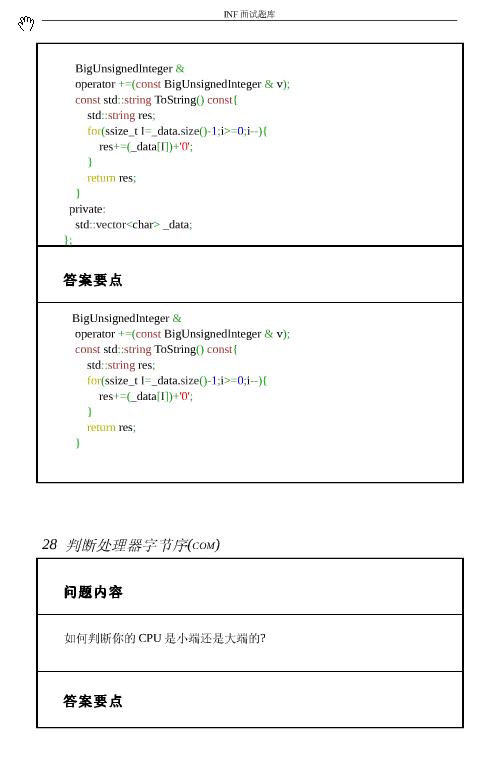 INF 面试题库
BigUnsignedInteger &
operator +=(const BigUnsignedInteger & v);
const std::string ToString() const{
std::string res;
for(ssize_t I=_data.size()-1;i>=0;i--){
res+=(_data[I])+'0';
}
return res;
}
private:
std::vector<char> _data;
};
答案要点
BigUnsignedInteger &
operator +=(const BigUnsignedInteger & v);
const std::string ToString() const{
std::string res;
for(ssize_t I=_data.size()-1;i>=0;i--){
res+=(_data[I])+'0';
}
return res;
}
28 判断处理器字节序(COM)
问题内容
如何判断你的 CPU 是小端还是大端的?
答案要点